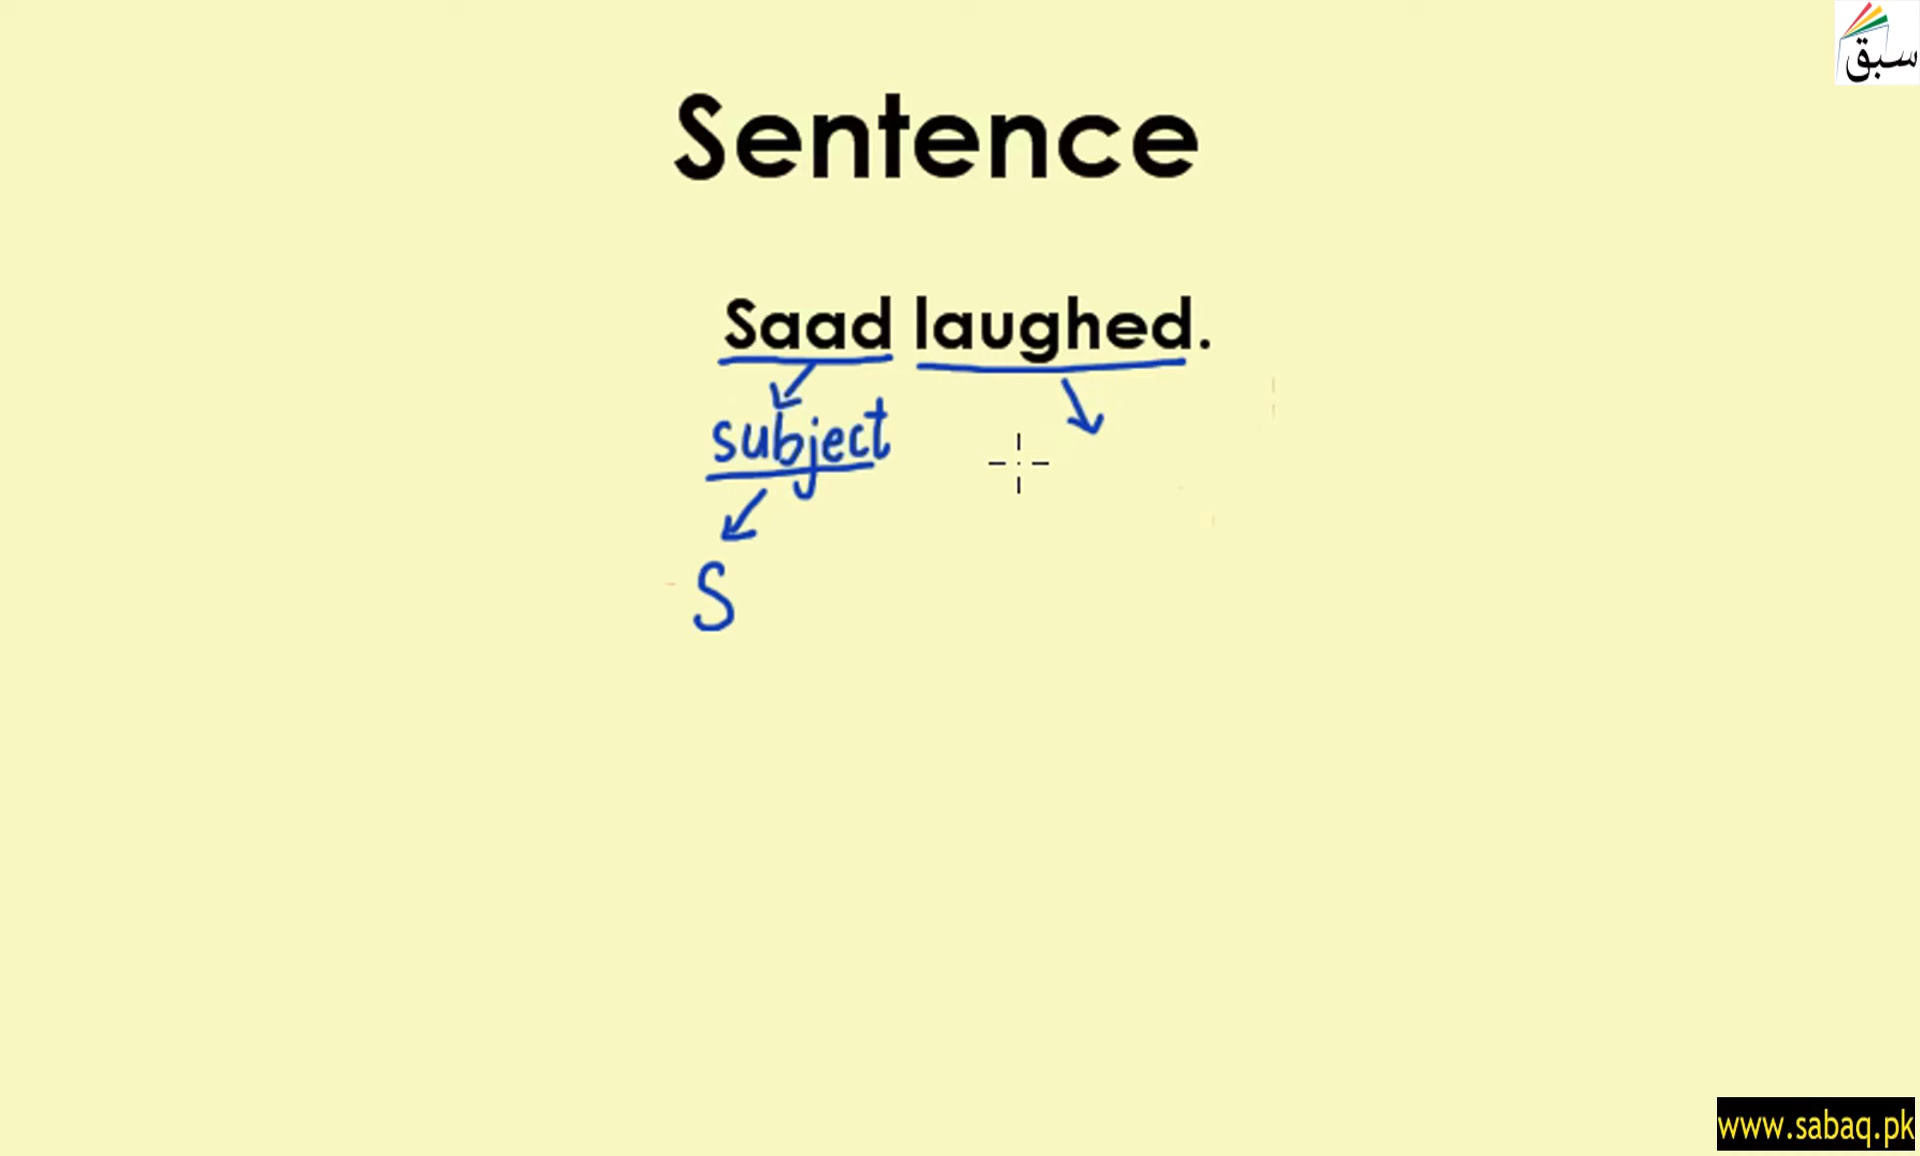 سبق
Sentence
Saad laughed.
subject
S
www.sabaq.pk